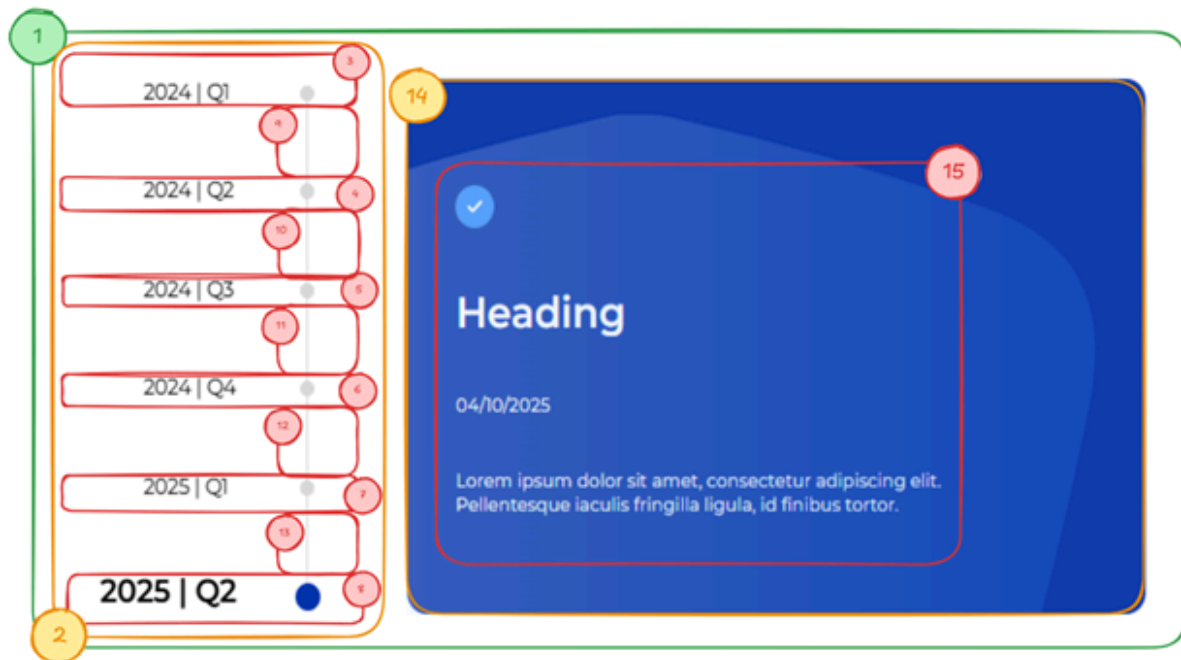 1
3
2024 | Q1
14
9
15
2024 | Q2
4
10
2024 | Q3
5
Heading
11
2024 | Q4
6
04/10/2025
12
2025 | Q1
7
Lorem ipsum dolor sit amet, consectetur adipiscing elit.
Pellentesque iaculis fringilla ligula, id finibus tortor.
13
2025 | Q2
8
2